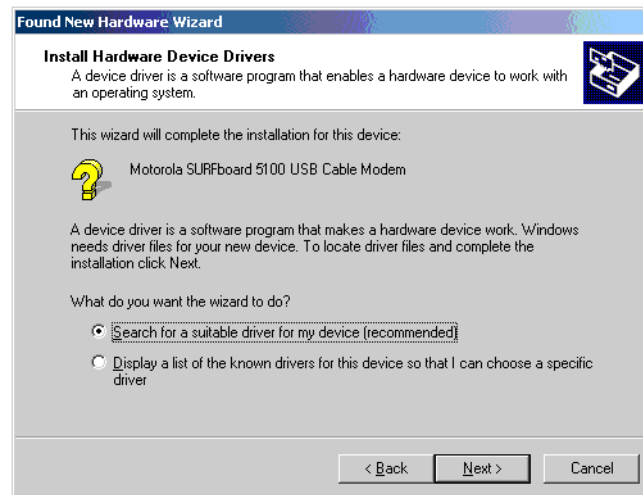 Found New Hardware Wizard
Install Hardware Device Drivers
A device driver is a software program that enables a hardware device to work with
an operating system.
This wizard will complete the installation for this device:
Motorola SURFboard 5100 USB Cable Modem
A device driver is a software program that makes a hardware device work. Windows
needs driver files for your new device. To locate driver files and complete the
installation click Next.
What do you want the wizard to do?
Search for a suitable driver for my device (recommended)
Display a list of the known drivers for this device so that I can choose a specific
driver
< Back Next > Cancel